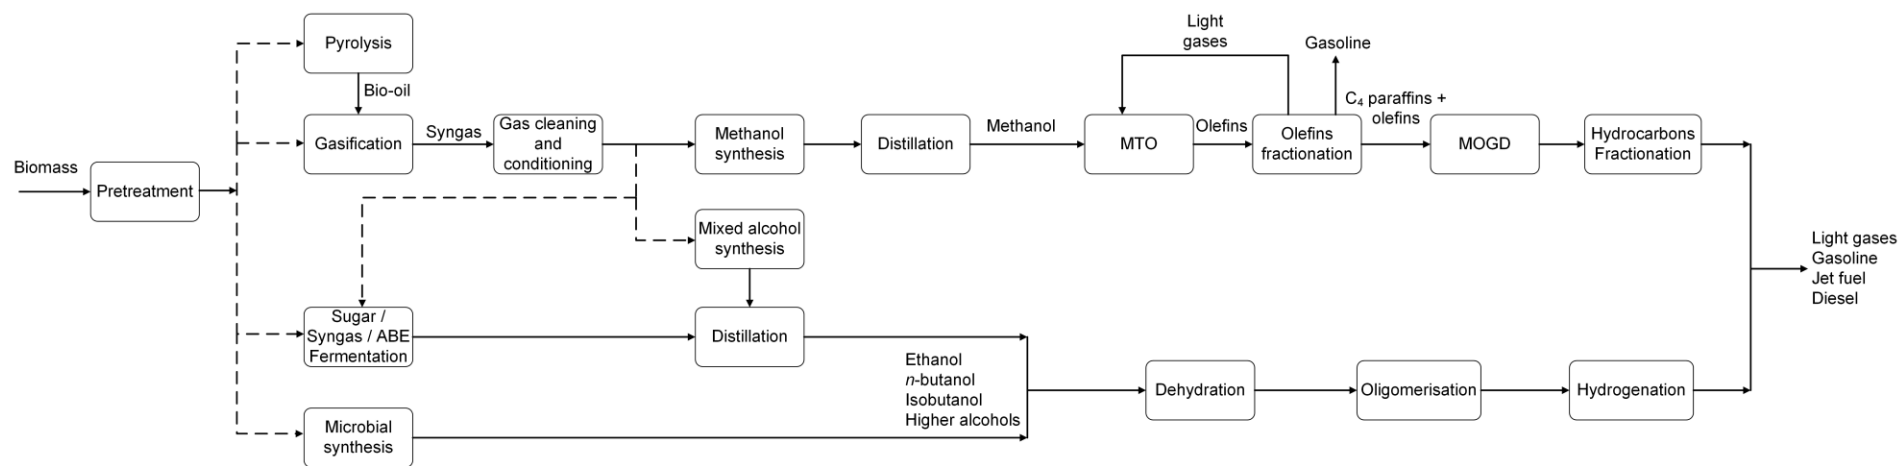 Biomass
Pretreatment
Pyrolysis
Bio-oil
Gasification
Syngas
Gas cleaning
and
conditioning
Methanol
synthesis
Distillation
Methanol
MTO
Light
gases
Olefins
Olefins
fractionation
Gasoline
C₄ paraffins +
olefins
MOGD
Hydrocarbons
Fractionation
Mixed alcohol
synthesis
Sugar /
Syngas / ABE
Fermentation
Distillation
Microbial
synthesis
Ethanol
n-butanol
Isobutanol
Higher alcohols
Dehydration
Oligomerisation
Hydrogenation
Light gases
Gasoline
Jet fuel
Diesel